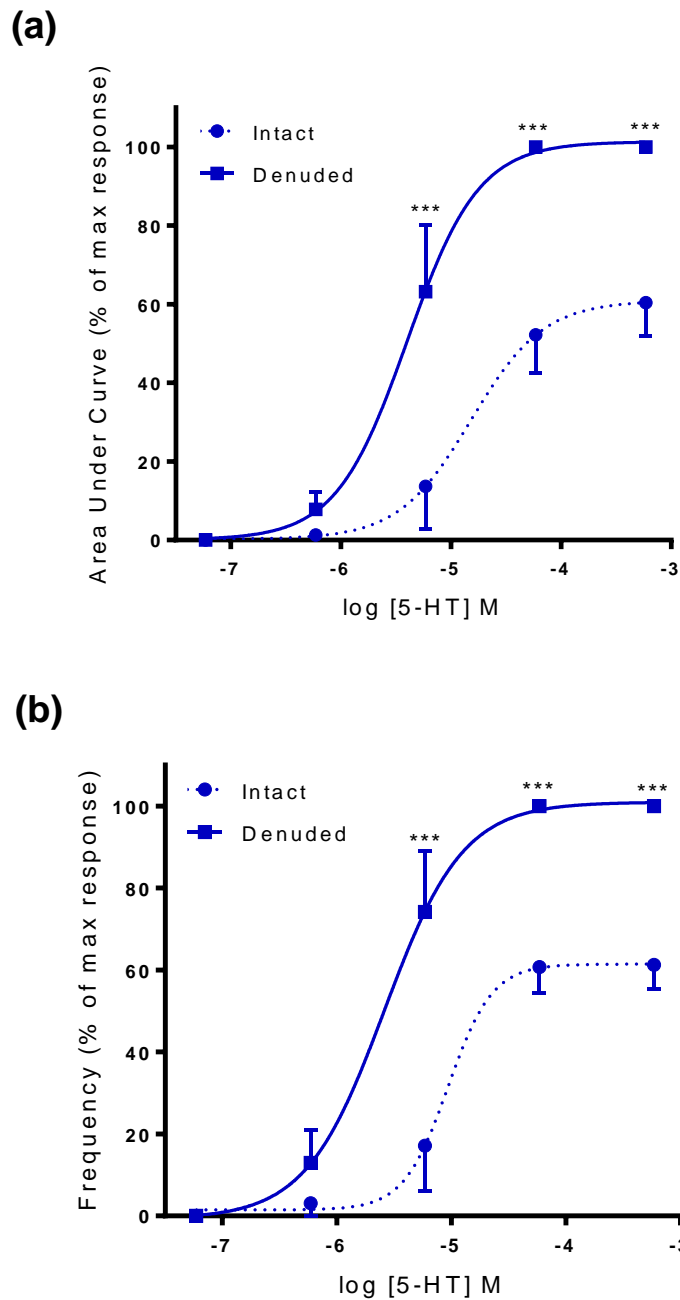 (a)
Intact
Denuded
***
***
***
100
80
60
40
20
0
Area Under Curve (% of max response)
-7
-6
-5
-4
-3
log [5-HT] M
(b)
Intact
Denuded
***
***
***
100
80
60
40
20
0
Frequency (% of max response)
-7
-6
-5
-4
-3
log [5-HT] M